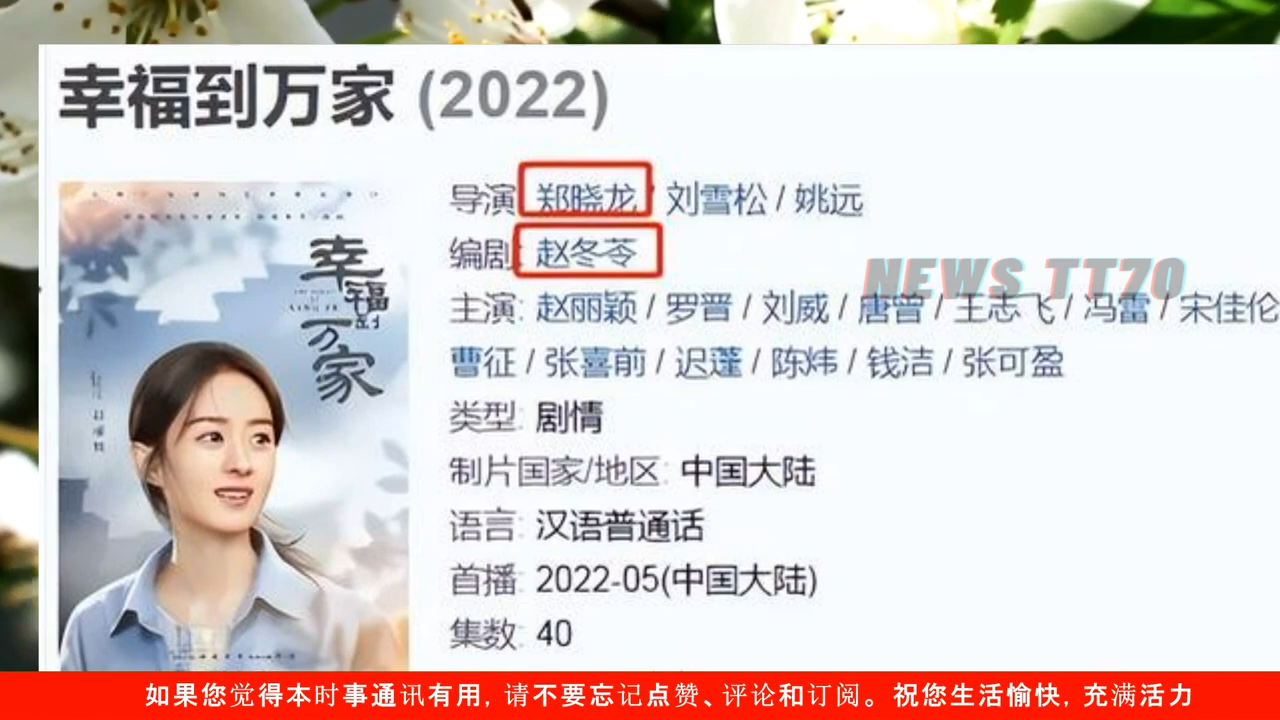 幸福到万家 (2022)
导演: 郑晓龙 / 刘雪松 / 姚远
编剧: 赵冬苓
NEWS TT70
主演: 赵丽颖 / 罗晋 / 刘威 / 唐曾 / 王志飞 / 冯雷 / 宋佳伦
曹征 / 张喜前 / 迟蓬 / 陈炜 / 钱洁 / 张可盈
类型: 剧情
制片国家/地区: 中国大陆
语言: 汉语普通话
首播: 2022-05(中国大陆)
集数: 40
幸福到万家
如果您觉得本时事通讯有用, 请不要忘记点赞、评论和订阅。祝您生活愉快, 充满活力